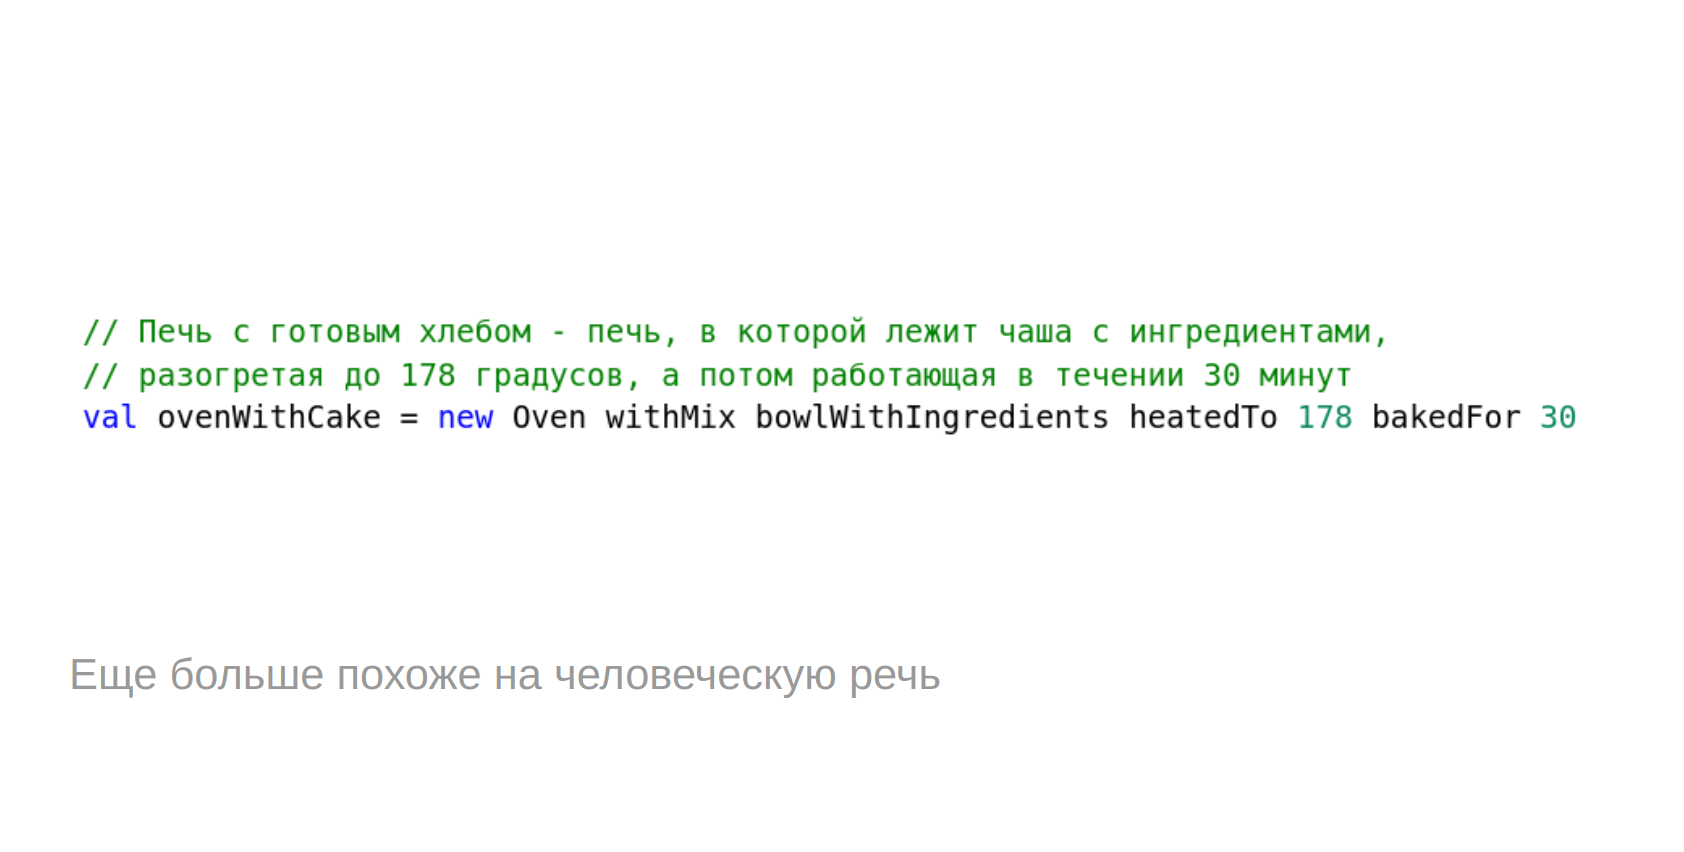 // Печь с готовым хлебом - печь, в которой лежит чаша с ингредиентами,
// разогретая до 178 градусов, а потом работающая в течении 30 минут
val ovenWithCake = new Oven withMix bowlWithIngredients heatedTo 178 bakedFor 30
Еще больше похоже на человеческую речь